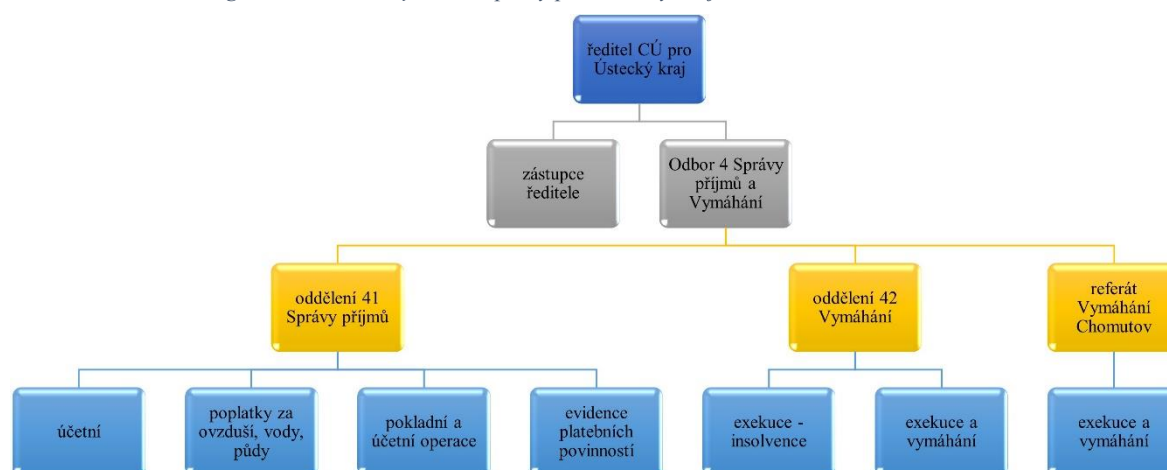 ředitel CÚ pro
Ústecký kraj
zástupce
ředitele
Odbor 4 Správy
příjmů a
Vymáhání
oddělení 41
Správy příjmů
oddělení 42
Vymáhání
referát
Vymáhání
Chomutov
účetní
poplatky za
ovzduší, vody,
půdy
pokladní a
účetní operace
evidence
platebních
povinností
exekuce -
insolvence
exekuce a
vymáhání
exekuce a
vymáhání